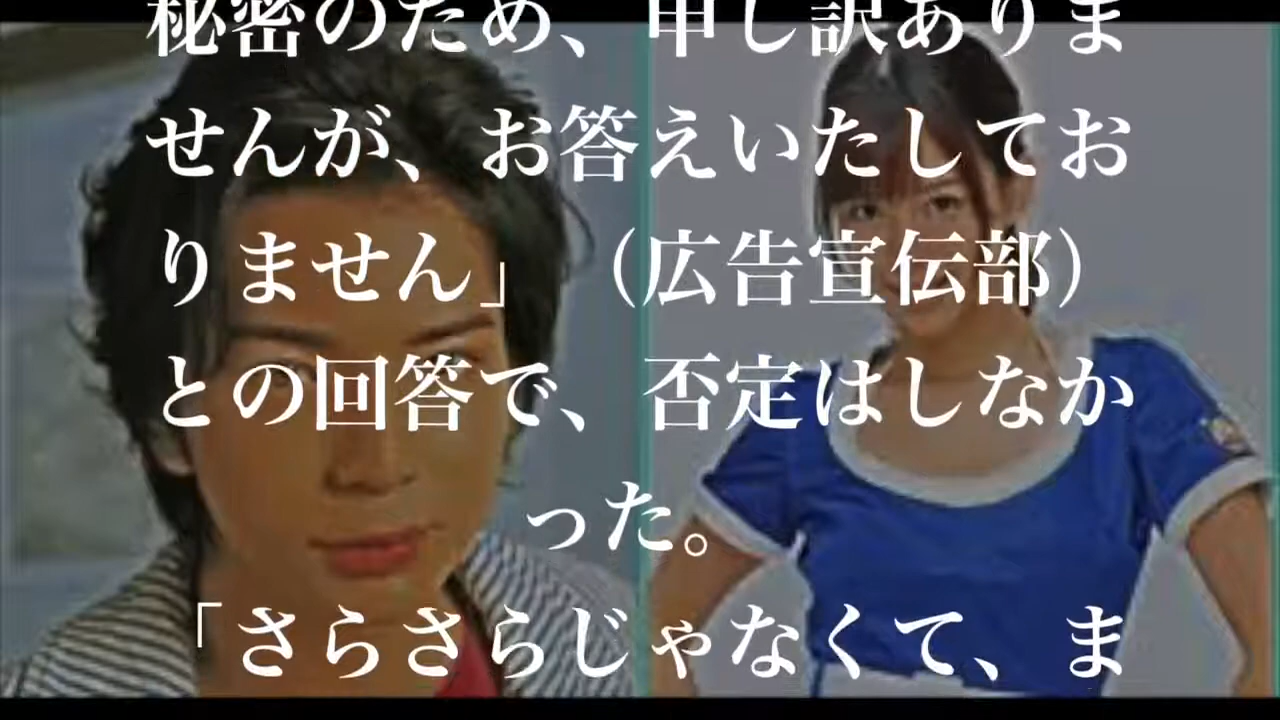 秘密のため、申し訳ありま
せんが、お答えいたしてお
りません」（広告宣伝部）
との回答で、否定はしなか
った。
「さらさらじゃなくて、ま